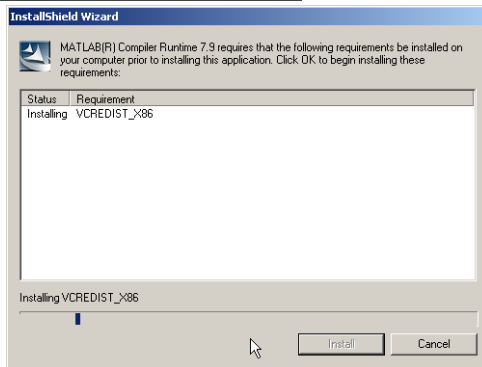 InstallShield Wizard
MATLAB(R) Compiler Runtime 7.9 requires that the following requirements be installed on
your computer prior to installing this application. Click OK to begin installing these
requirements:
Status Requirement
Installing VCREDIST_X86
Installing VCREDIST_X86
Install Cancel